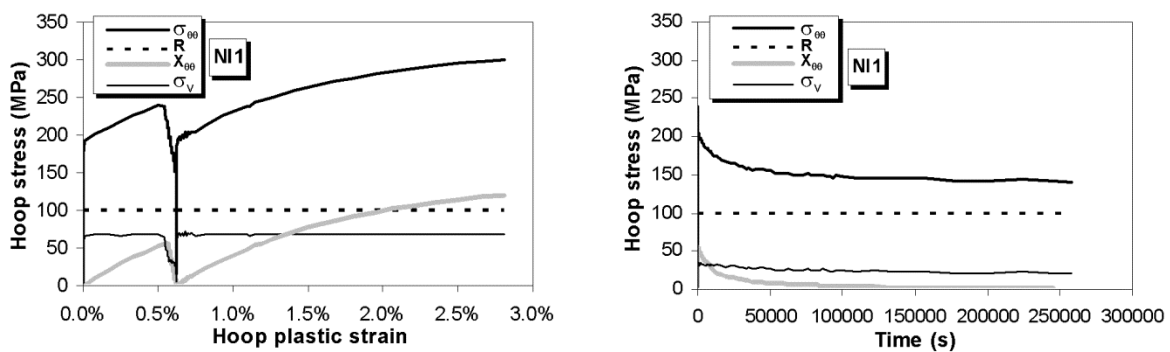 350
300
250
200
150
100
50
0
Hoop stress (MPa)
σθθ
R
Xθθ
σv
NI1
0.0% 0.5% 1.0% 1.5% 2.0% 2.5% 3.0%
Hoop plastic strain
350
300
250
200
150
100
50
0
Hoop stress (MPa)
σθθ
R
Xθθ
σv
NI1
0 50000 100000 150000 200000 250000 300000
Time (s)